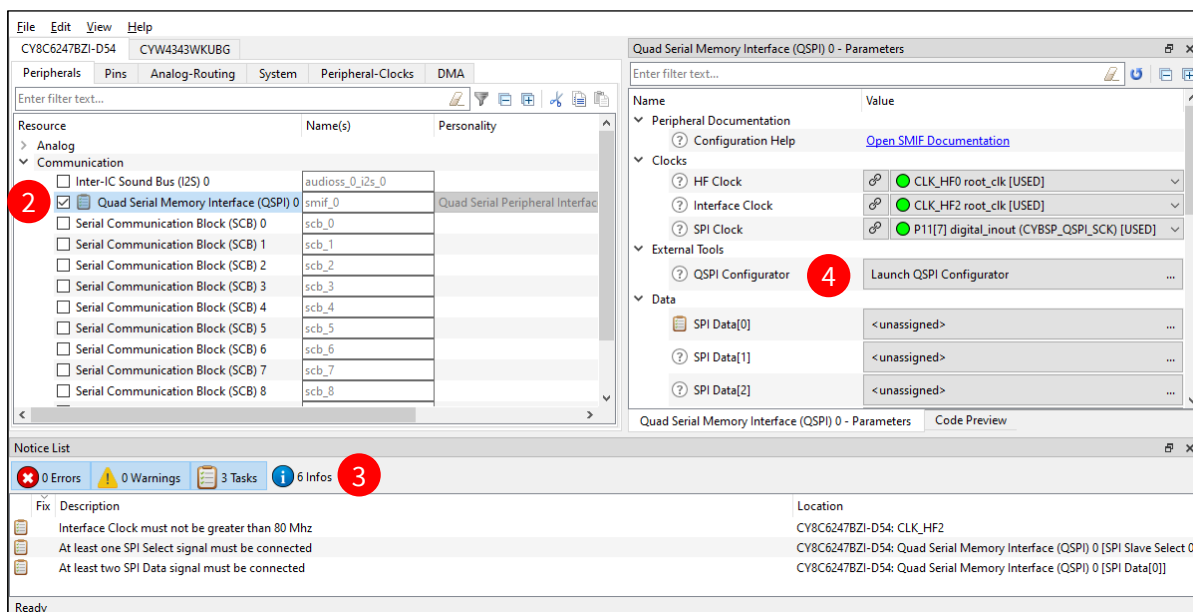 File Edit View Help
CY8C6247BZI-D54 CYW4343WKUBG
Peripherals Pins Analog-Routing System Peripheral-Clocks DMA
Enter filter text...
Resource Name(s) Personality
Analog
Communication
Inter-IC Sound Bus (I2S) 0 audioss_0_i2s_0
2 Quad Serial Memory Interface (QSPI) 0 smif_0 Quad Serial Peripheral Interfac
Serial Communication Block (SCB) 0 scb_0
Serial Communication Block (SCB) 1 scb_1
Serial Communication Block (SCB) 2 scb_2
Serial Communication Block (SCB) 3 scb_3
Serial Communication Block (SCB) 4 scb_4
Serial Communication Block (SCB) 5 scb_5
Serial Communication Block (SCB) 6 scb_6
Serial Communication Block (SCB) 7 scb_7
Serial Communication Block (SCB) 8 scb_8
Quad Serial Memory Interface (QSPI) 0 - Parameters
Enter filter text...
Name Value
Peripheral Documentation
Configuration Help Open SMIF Documentation
Clocks
HF Clock CLK_HF0 root_clk [USED]
Interface Clock CLK_HF2 root_clk [USED]
SPI Clock P11[7] digital_inout (CYBSP_QSPI_SCK) [USED]
External Tools
QSPI Configurator 4 Launch QSPI Configurator ...
Data
SPI Data[0] <unassigned> ...
SPI Data[1] <unassigned> ...
SPI Data[2] <unassigned> ...
Quad Serial Memory Interface (QSPI) 0 - Parameters Code Preview
Notice List
0 Errors 0 Warnings 3 Tasks 6 Infos 3
Fix Description Location
Interface Clock must not be greater than 80 Mhz CY8C6247BZI-D54: CLK_HF2
At least one SPI Select signal must be connected CY8C6247BZI-D54: Quad Serial Memory Interface (QSPI) 0 [SPI Slave Select 0
At least two SPI Data signal must be connected CY8C6247BZI-D54: Quad Serial Memory Interface (QSPI) 0 [SPI Data[0]]
Ready